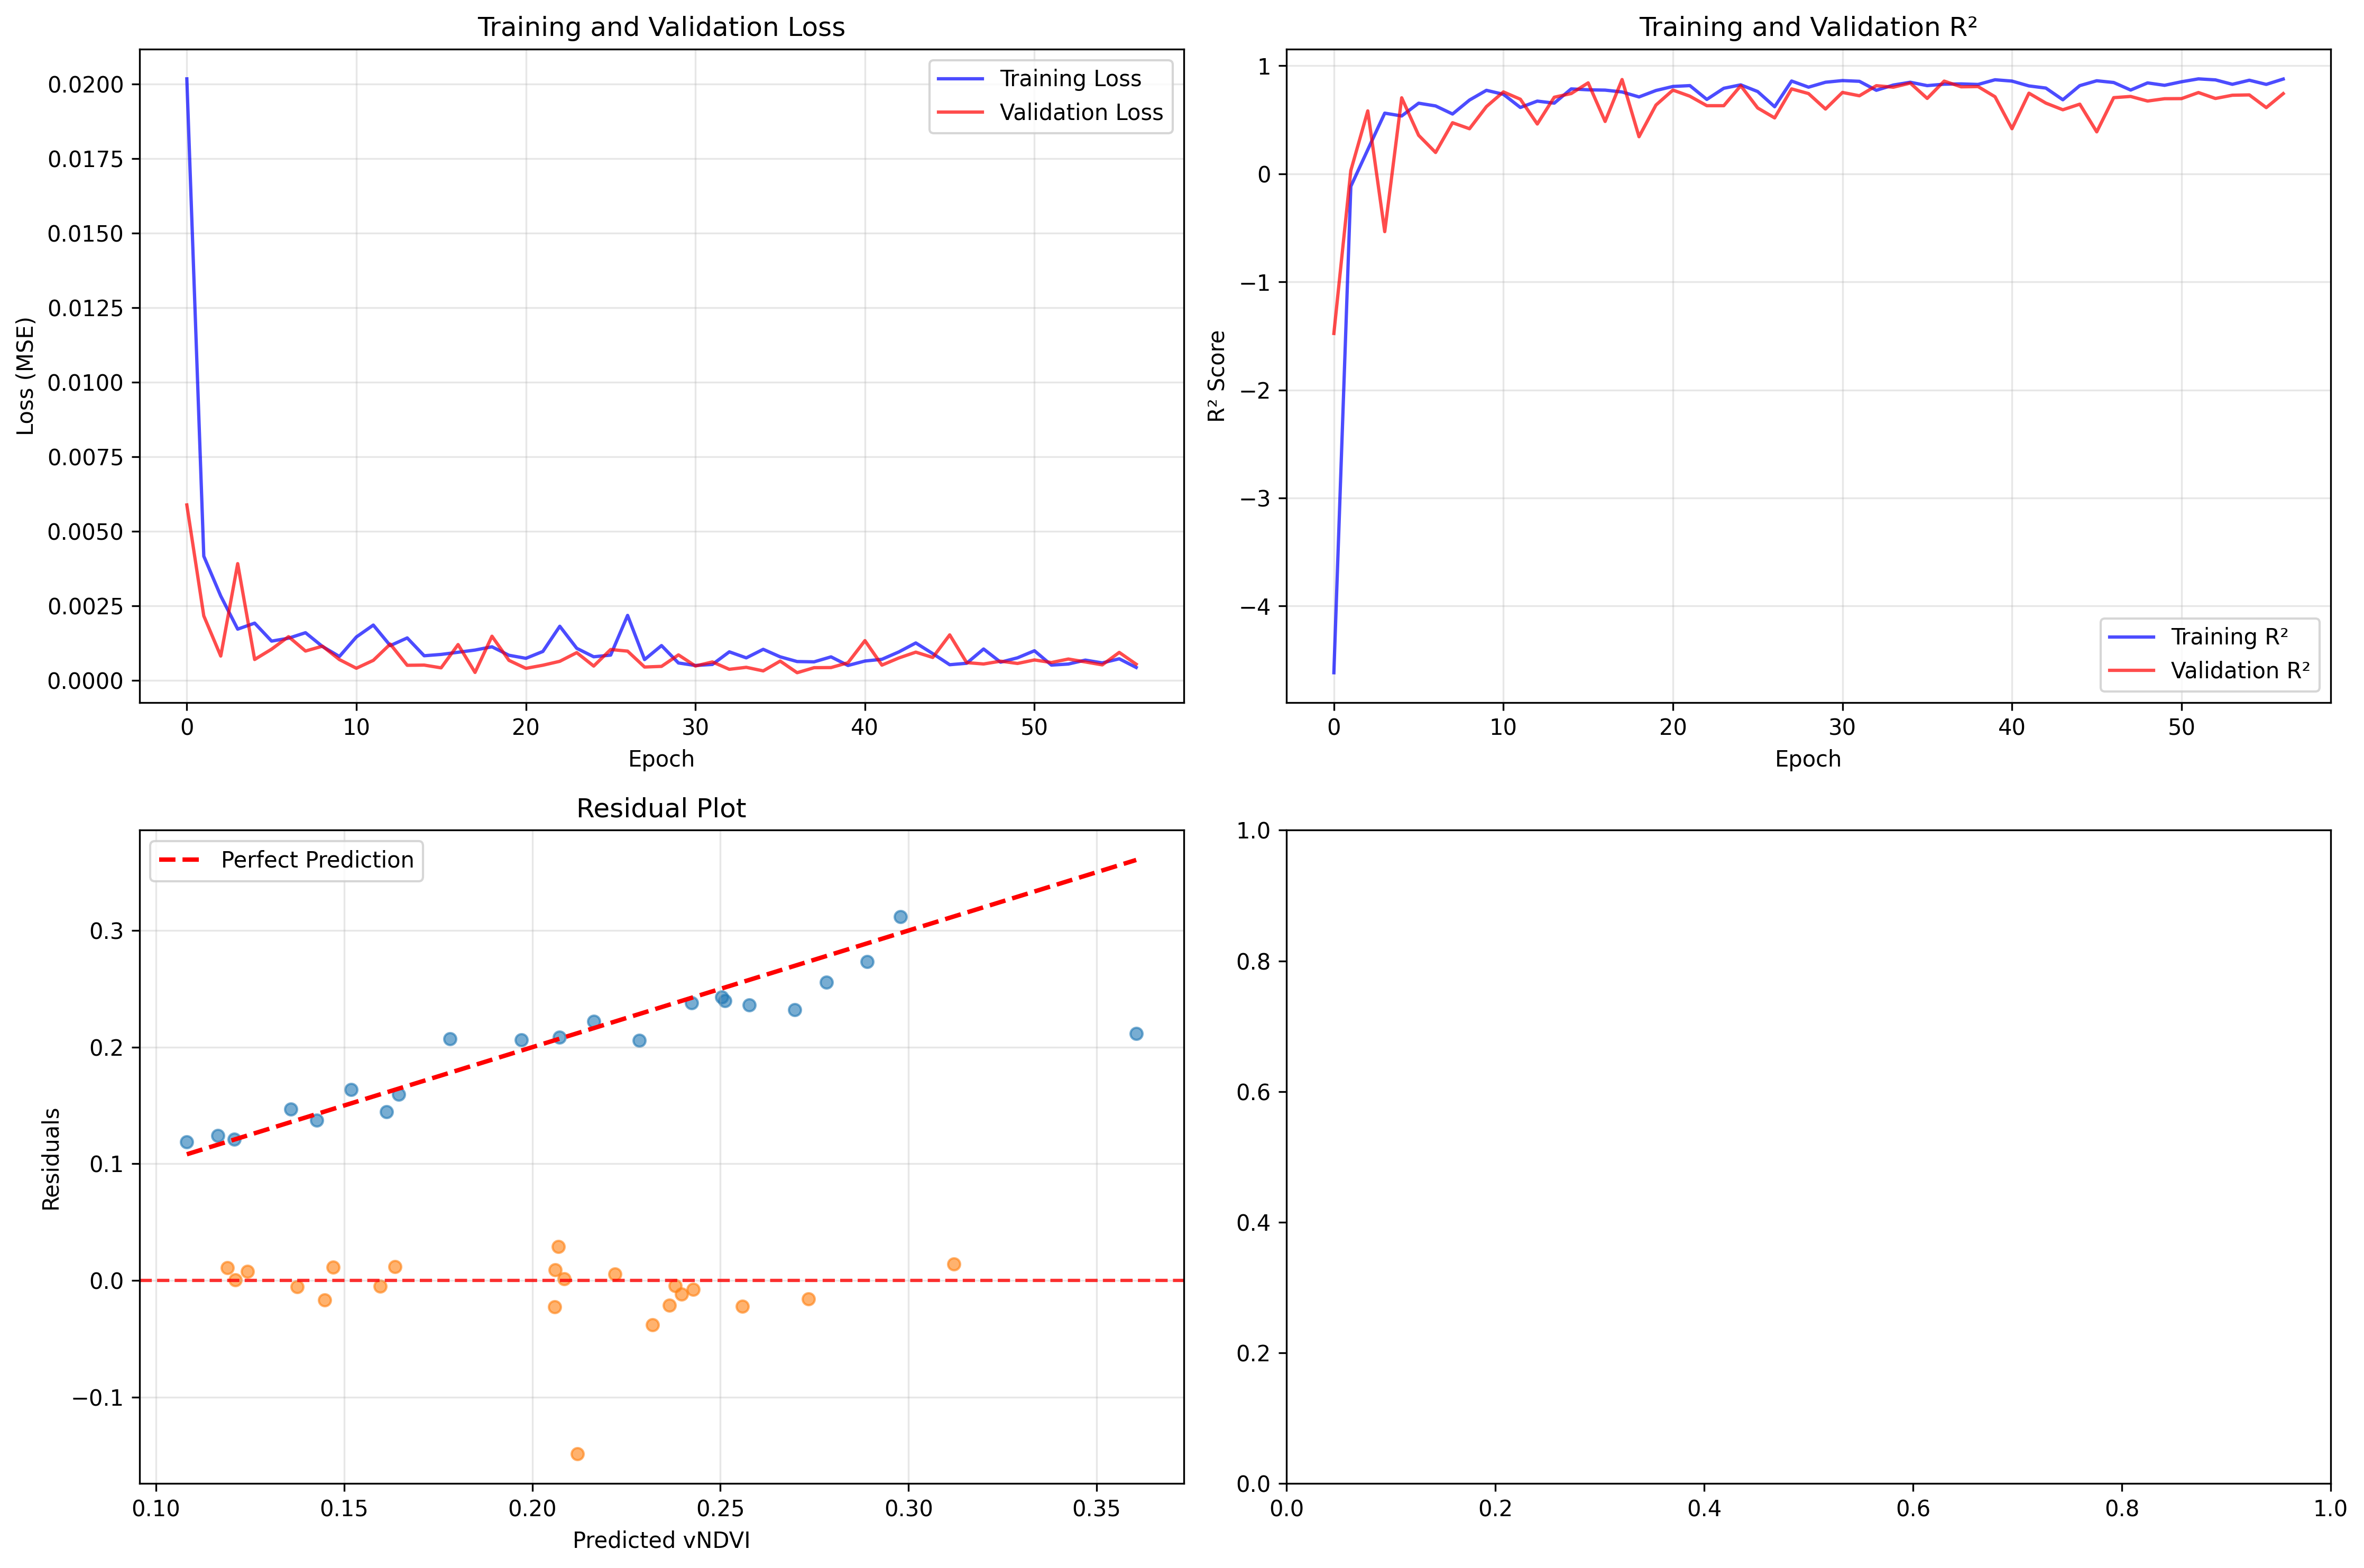 Training and Validation Loss
0.0200
0.0175
0.0150
0.0125
0.0100
0.0075
0.0050
0.0025
0.0000
Loss (MSE)
Training Loss
Validation Loss
0 10 20 30 40 50
Epoch
Training and Validation R²
1
0
−1
−2
−3
−4
R² Score
Training R²
Validation R²
0 10 20 30 40 50
Epoch
Residual Plot
Perfect Prediction
0.3
0.2
0.1
0.0
−0.1
Residuals
0.10 0.15 0.20 0.25 0.30 0.35
Predicted vNDVI
1.0
0.8
0.6
0.4
0.2
0.0
0.0 0.2 0.4 0.6 0.8 1.0